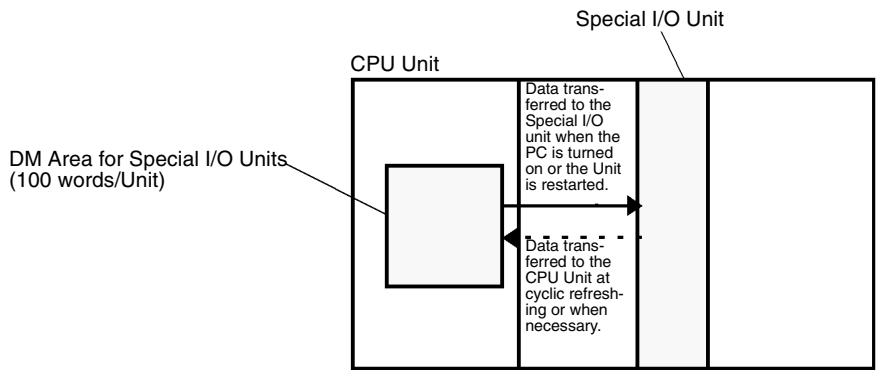 Special I/O Unit
CPU Unit
Data trans-
ferred to the
Special I/O
unit when the
PC is turned
on or the Unit
is restarted.
DM Area for Special I/O Units
(100 words/Unit)
Data trans-
ferred to the
CPU Unit at
cyclic refresh-
ing or when
necessary.